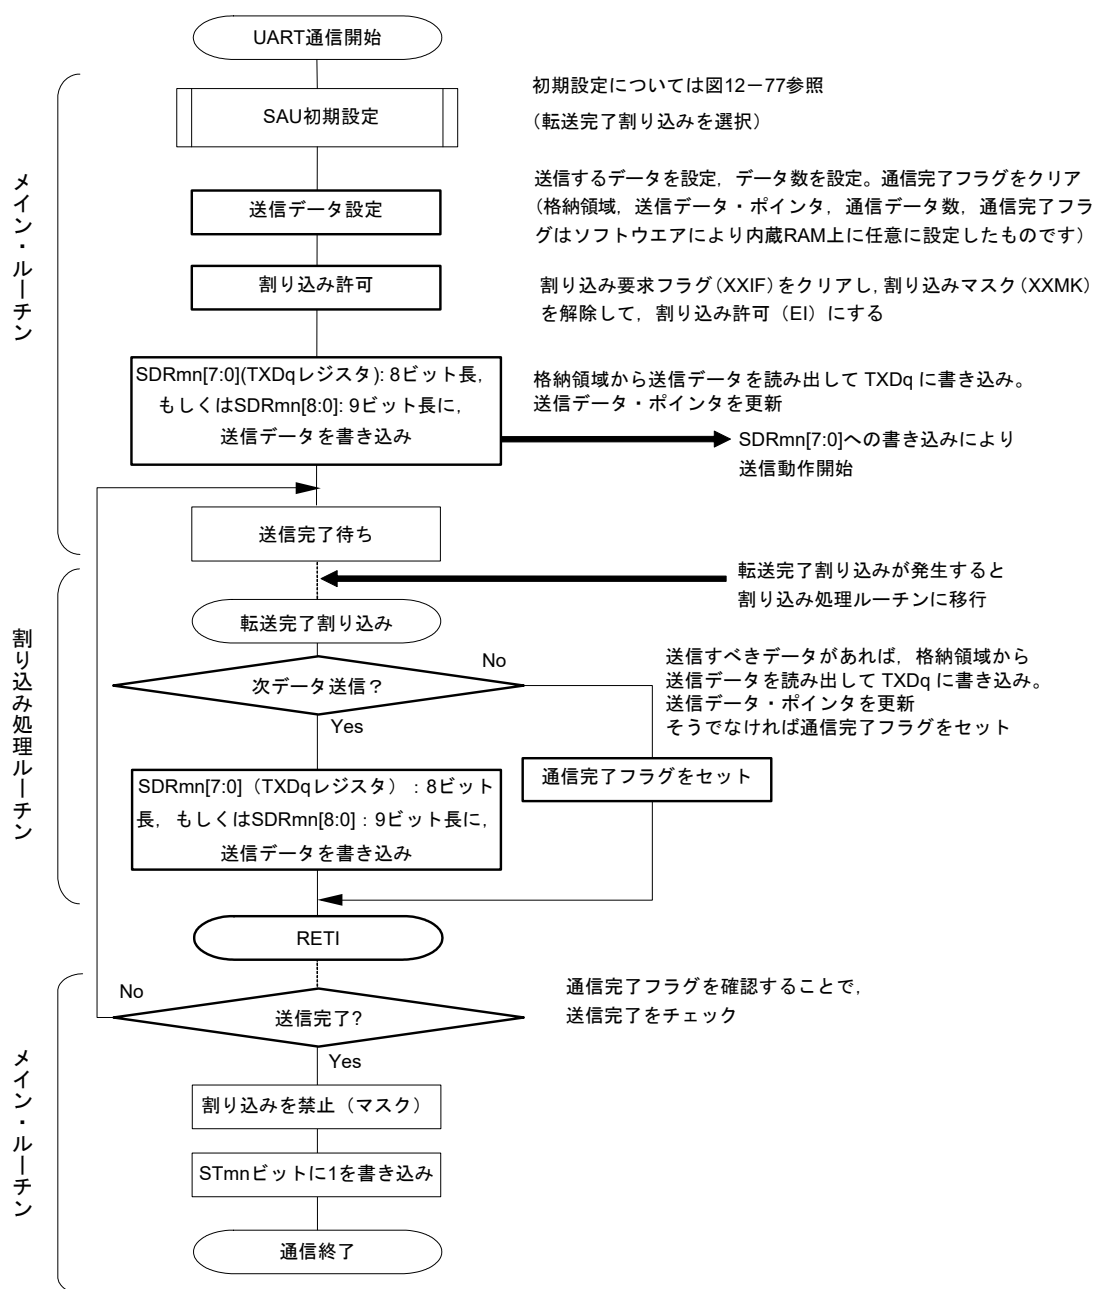 UART通信開始
SAU初期設定
初期設定については図12－77参照
（転送完了割り込みを選択）
メイン・ルーチン
送信データ設定
送信するデータを設定，データ数を設定。通信完了フラグをクリア
（格納領域，送信データ・ポインタ，通信データ数，通信完了フラ
グはソフトウエアにより内蔵RAM上に任意に設定したものです）
割り込み許可
割り込み要求フラグ（XXIF）をクリアし，割り込みマスク（XXMK）
を解除して，割り込み許可（EI）にする
SDRmn[7:0](TXDqレジスタ): 8ビット長，
もしくはSDRmn[8:0]: 9ビット長に，
送信データを書き込み
格納領域から送信データを読み出して TXDq に書き込み。
送信データ・ポインタを更新
SDRmn[7:0]への書き込みにより
送信動作開始
送信完了待ち
転送完了割り込みが発生すると
割り込み処理ルーチンに移行
割り込み処理ルーチン
転送完了割り込み
次データ送信？
No
Yes
送信すべきデータがあれば，格納領域から
送信データを読み出して TXDq に書き込み。
送信データ・ポインタを更新
そうでなければ通信完了フラグをセット
通信完了フラグをセット
SDRmn[7:0]（TXDqレジスタ）：8ビット
長，もしくはSDRmn[8:0]：9ビット長に，
送信データを書き込み
RETI
メイン・ルーチン
No
送信完了?
Yes
通信完了フラグを確認することで，
送信完了をチェック
割り込みを禁止（マスク）
STmnビットに1を書き込み
通信終了